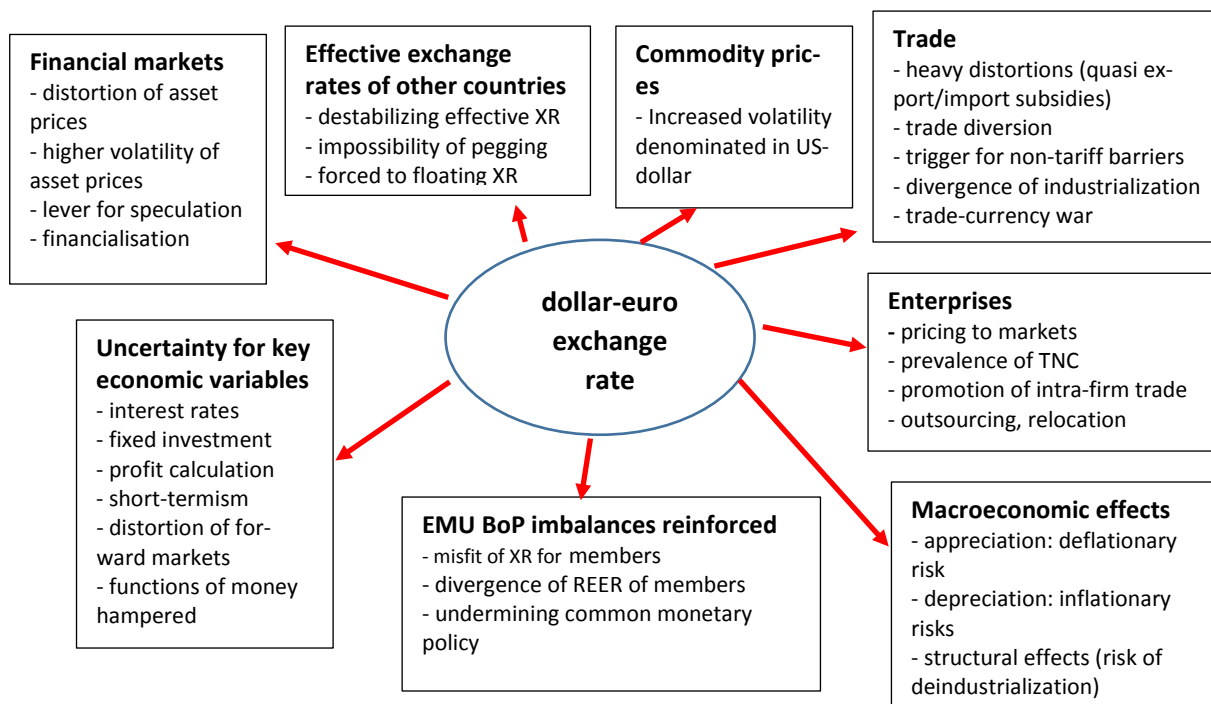 Financial markets
- distortion of asset
prices
- higher volatility of
asset prices
- lever for speculation
- financialisation
Effective exchange
rates of other countries
- destabilizing effective XR
- impossibility of pegging
- forced to floating XR
Commodity pric-
es
- Increased volatility
denominated in US-
dollar
Trade
- heavy distortions (quasi ex-
port/import subsidies)
- trade diversion
- trigger for non-tariff barriers
- divergence of industrialization
- trade-currency war
dollar-euro
exchange
rate
Enterprises
- pricing to markets
- prevalence of TNC
- promotion of intra-firm trade
- outsourcing, relocation
Uncertainty for key
economic variables
- interest rates
- fixed investment
- profit calculation
- short-termism
- distortion of for-
ward markets
- functions of money
hampered
EMU BoP imbalances reinforced
- misfit of XR for members
- divergence of REER of members
- undermining common monetary
policy
Macroeconomic effects
- appreciation: deflationary
risk
- depreciation: inflationary
risks
- structural effects (risk of
deindustrialization)